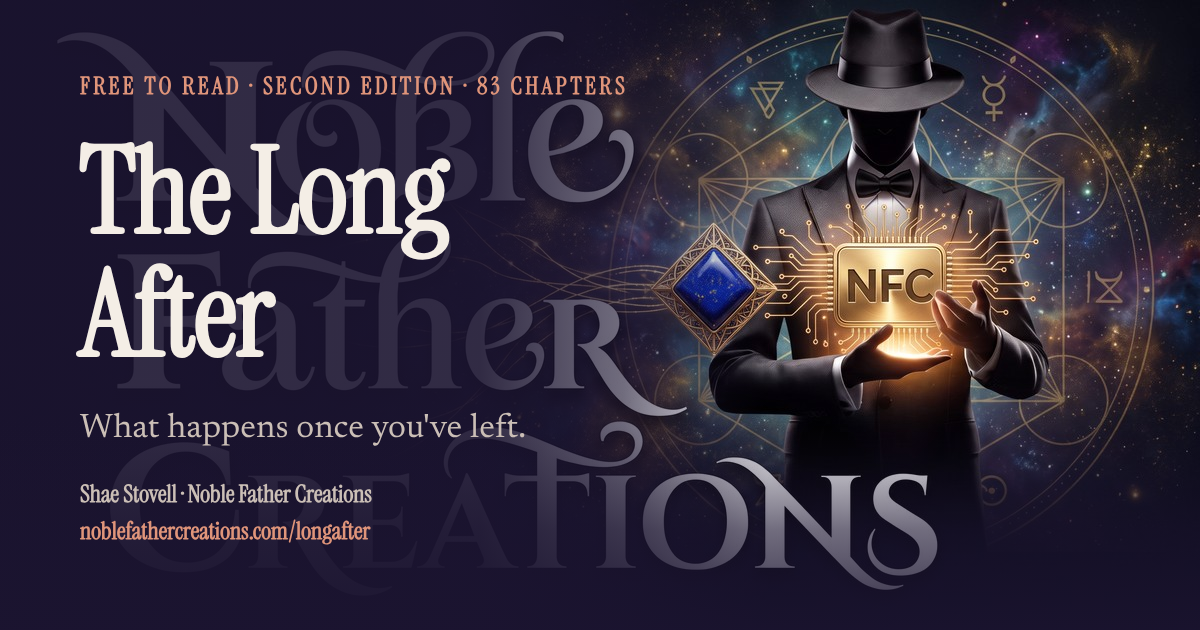 FREE TO READ · SECOND EDITION · 83 CHAPTERS
The Long
After
What happens once you've left.
Shae Stovell · Noble Father Creations
noblefathercreations.com/longafter
Noble
Father
Creations
NFC